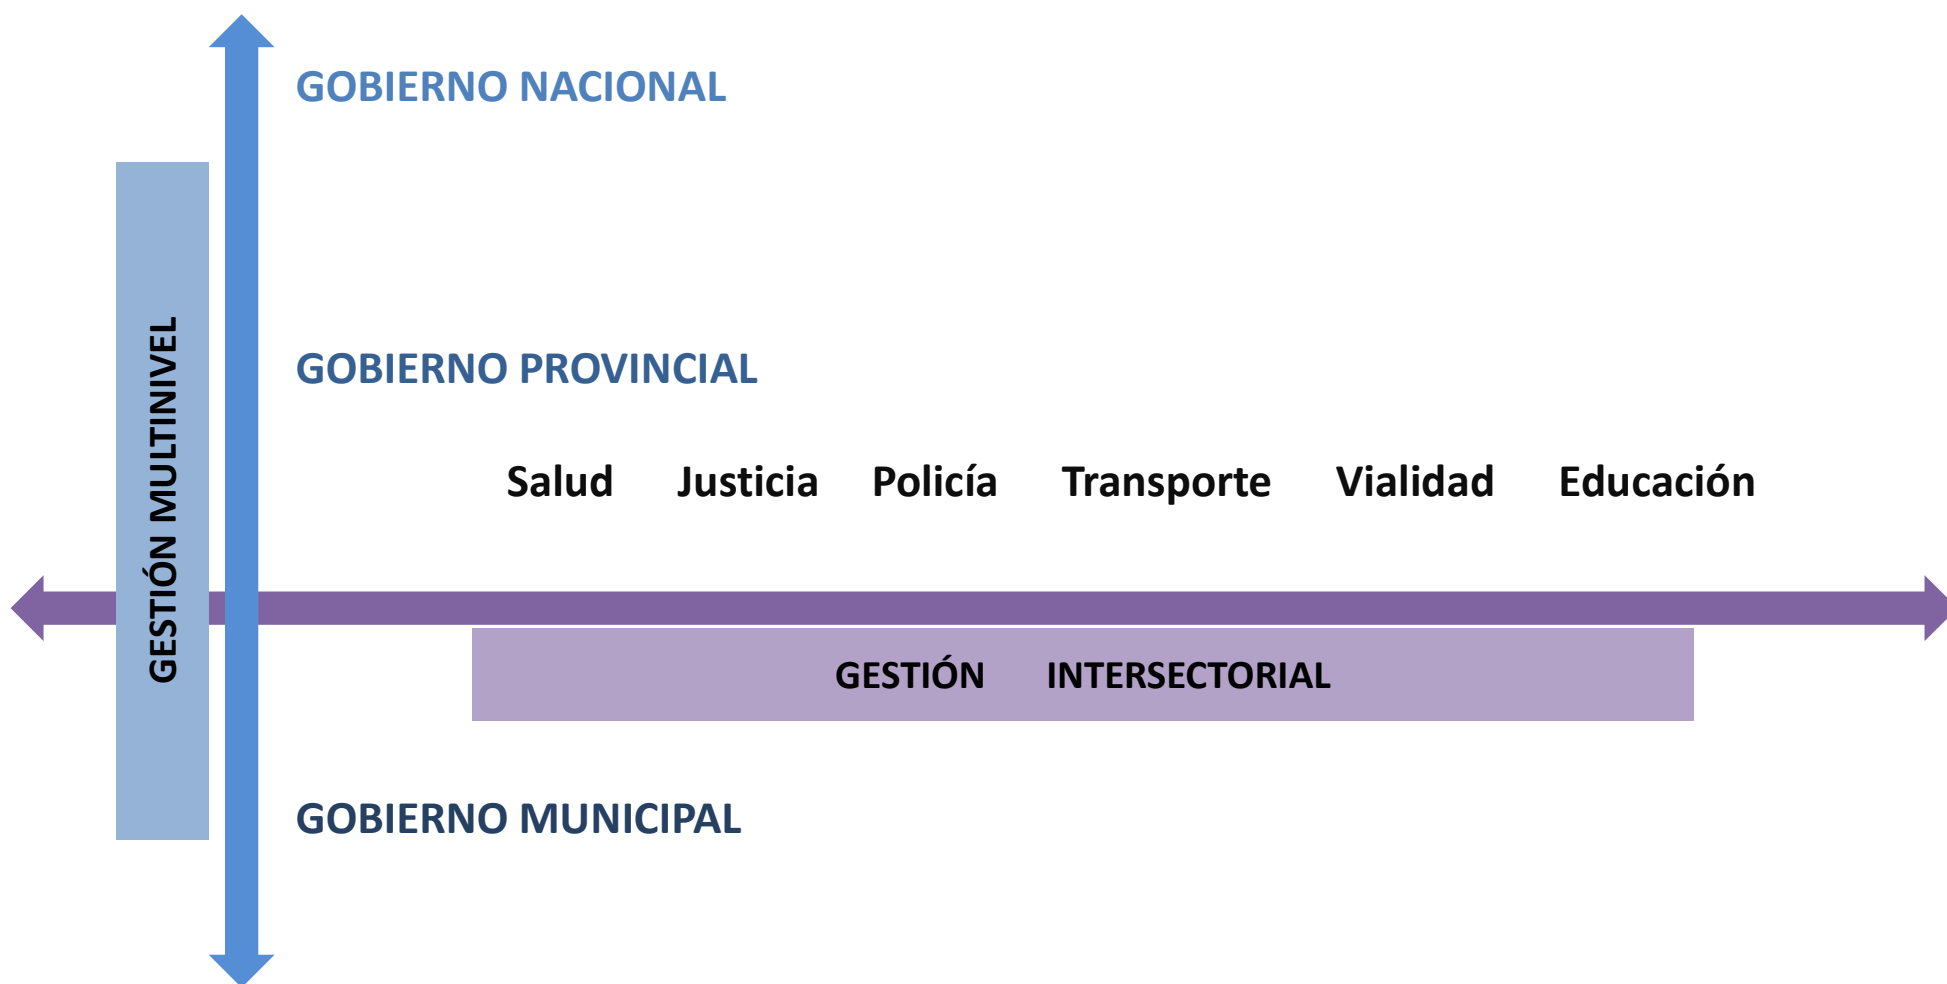 GOBIERNO NACIONAL
GESTIÓN MULTINIVEL
GOBIERNO PROVINCIAL
Salud Justicia Policía Transporte Vialidad Educación
GESTIÓN INTERSECTORIAL
GOBIERNO MUNICIPAL